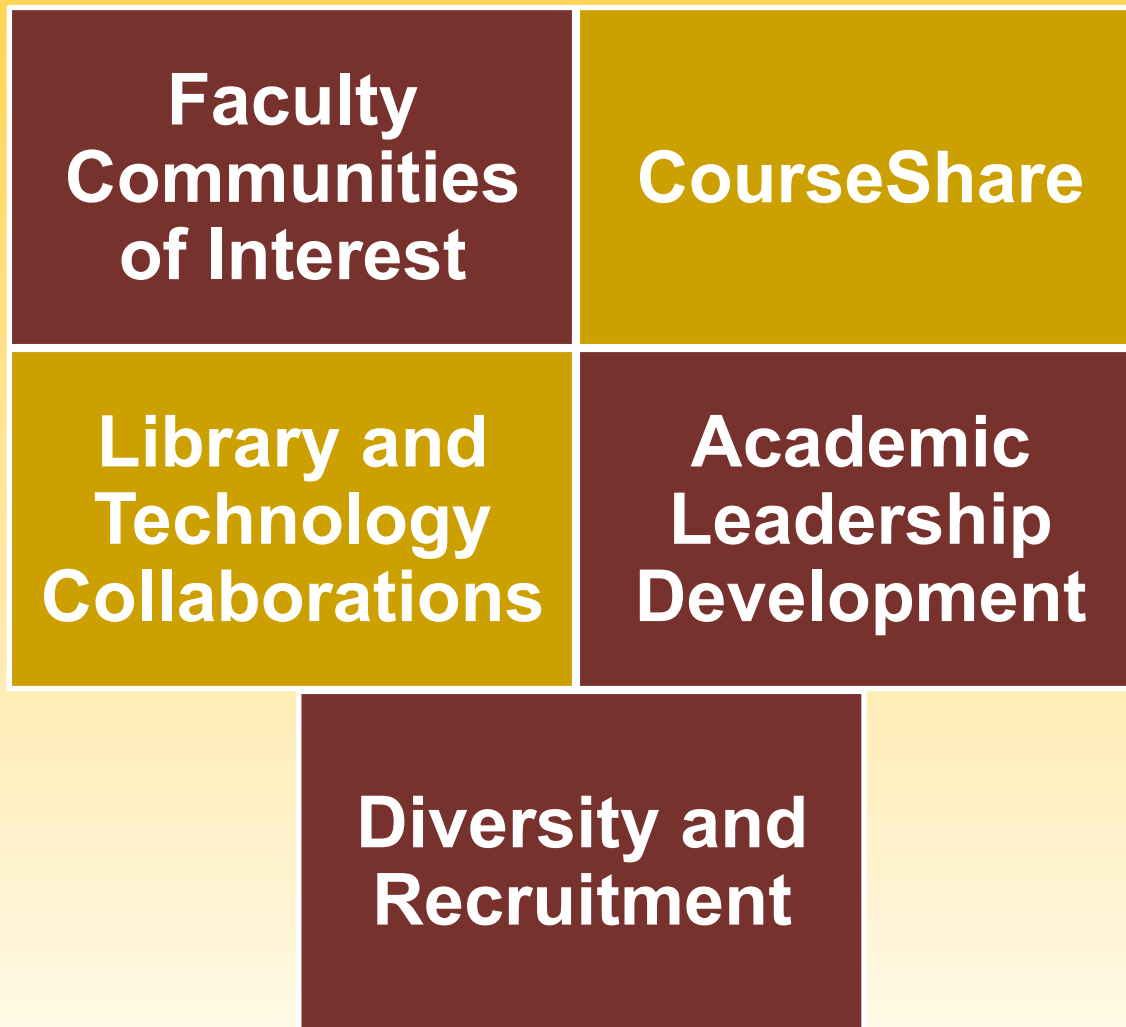 Faculty
Communities
of Interest
CourseShare
Library and
Technology
Collaborations
Academic
Leadership
Development
Diversity and
Recruitment